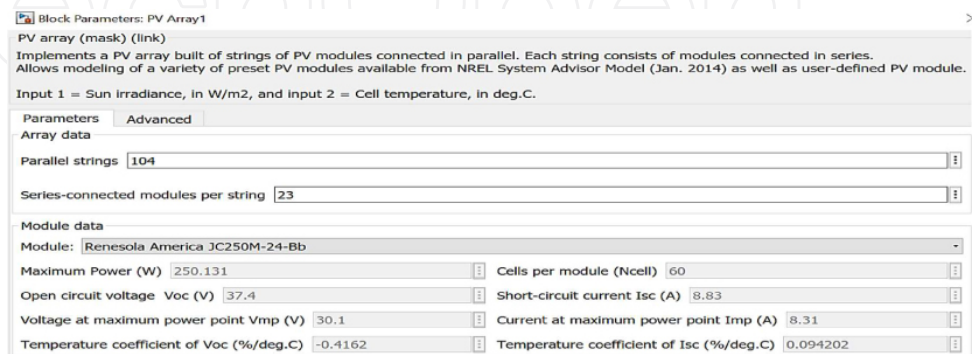 Block Parameters: PV Array1
PV array (mask) (link)
Implements a PV array built of strings of PV modules connected in parallel. Each string consists of modules connected in series.
Allows modeling of a variety of preset PV modules available from NREL System Advisor Model (Jan. 2014) as well as user-defined PV module.
Input 1 = Sun irradiance, in W/m2, and input 2 = Cell temperature, in deg.C.
Parameters Advanced
Array data
Parallel strings 104
Series-connected modules per string 23
Module data
Module: Renesola America JC250M-24-Bb
Maximum Power (W) 250.131 Cells per module (Ncell) 60
Open circuit voltage Voc (V) 37.4 Short-circuit current Isc (A) 8.83
Voltage at maximum power point Vmp (V) 30.1 Current at maximum power point Imp (A) 8.31
Temperature coefficient of Voc (%/deg.C) -0.4162 Temperature coefficient of Isc (%/deg.C) 0.094202